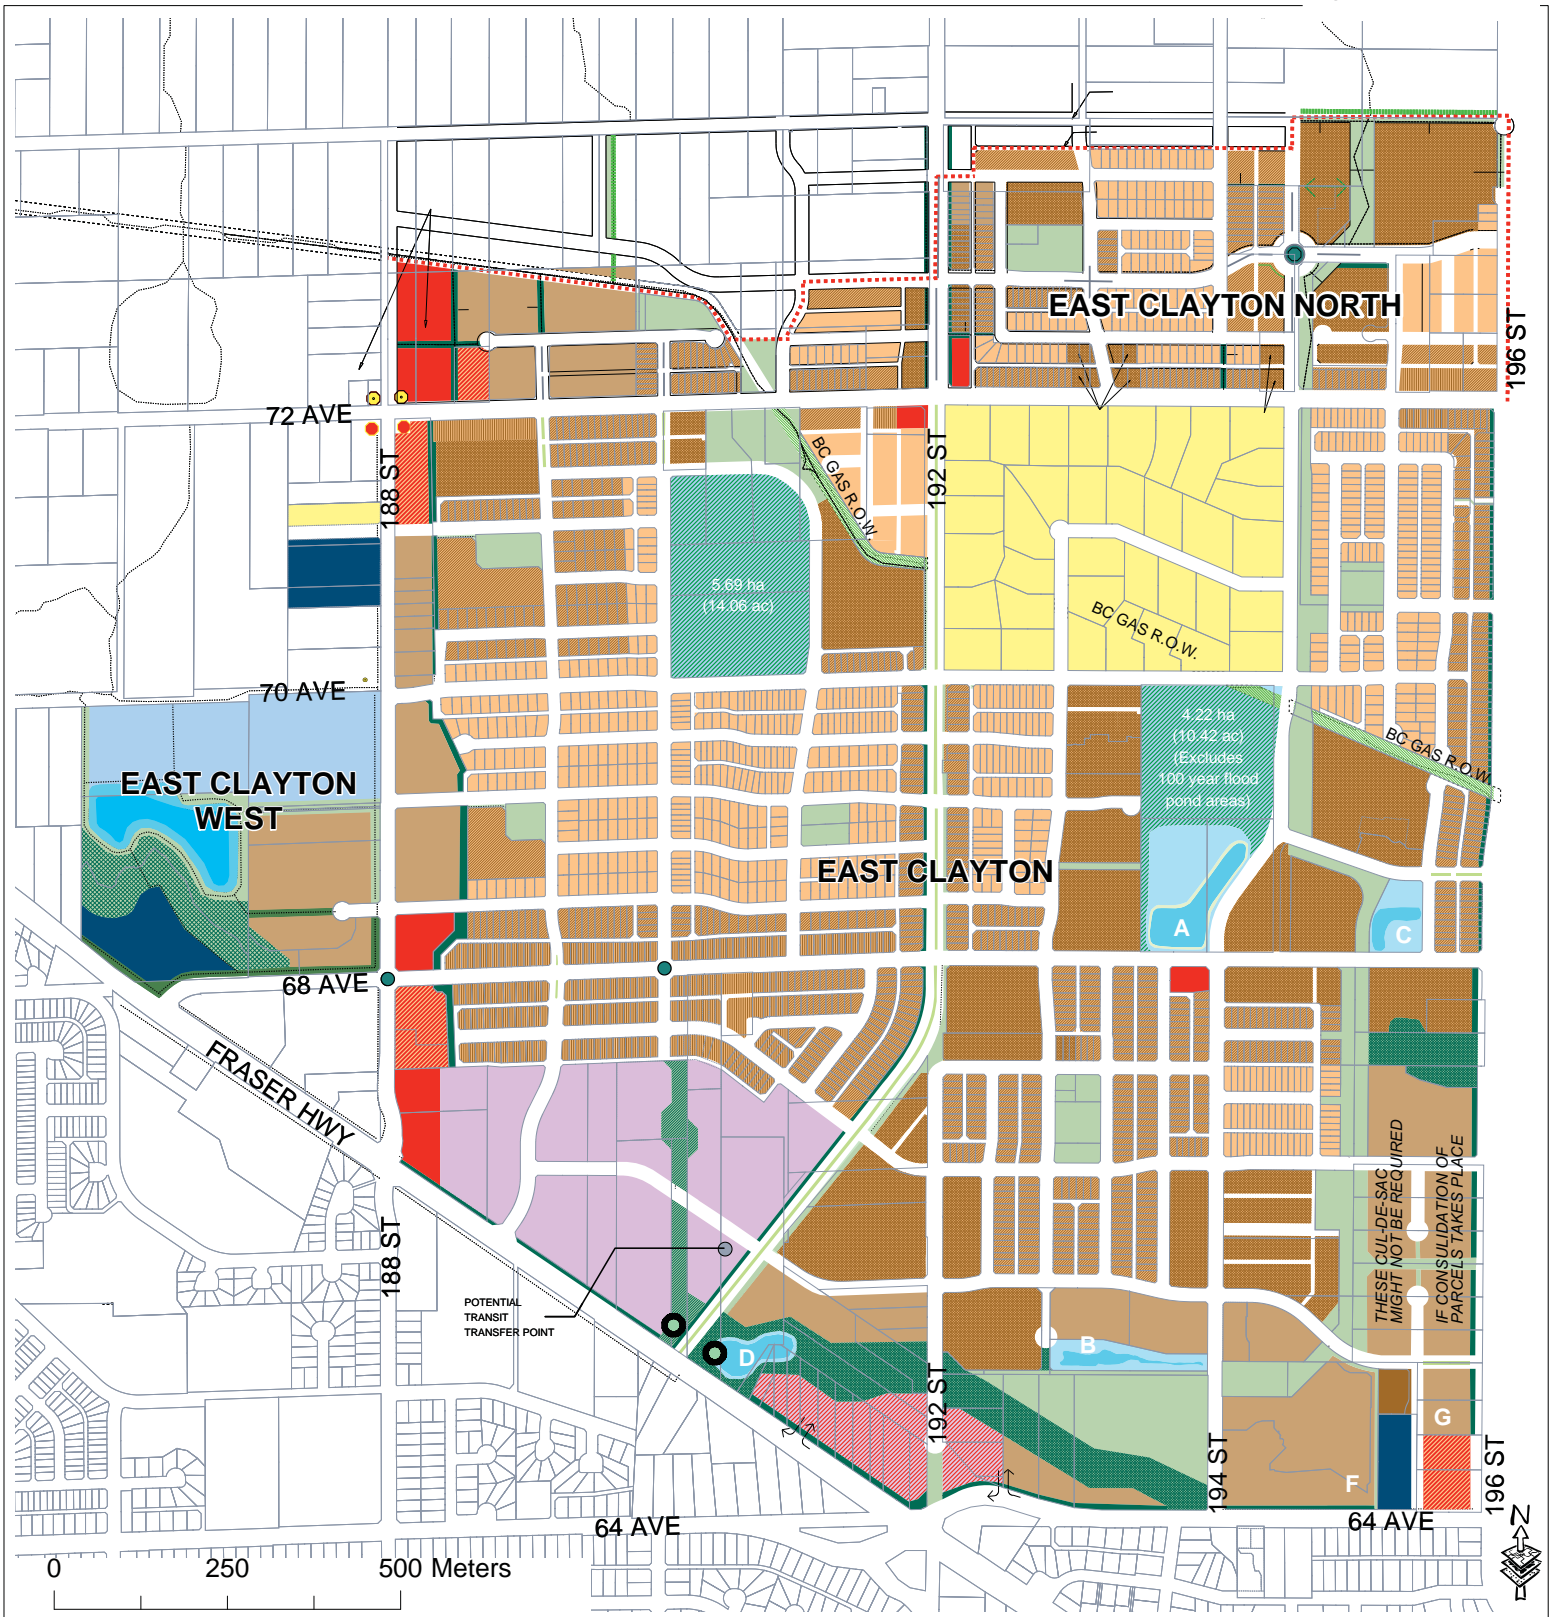 EAST CLAYTON NORTH
196 ST
72 AVE
188 ST
BC GAS R.O.W.
192 ST
5.69 ha
(14.06 ac)
BC GAS R.O.W.
70 AVE
4.22 ha
(10.42 ac)
(Excludes
100 year flood
pond areas)
BC GAS R.O.W.
EAST CLAYTON
WEST
EAST CLAYTON
A
C
68 AVE
FRASER HWY
THESE CUL-DE-SAC
MIGHT NOT BE REQUIRED
IF CONSULIDATION OF
PARCELS TAKES PLACE
188 ST
POTENTIAL
TRANSIT
TRANSFER POINT
D
B
192 ST
G
194 ST
F
196 ST
64 AVE
64 AVE
N
0 250 500 Meters